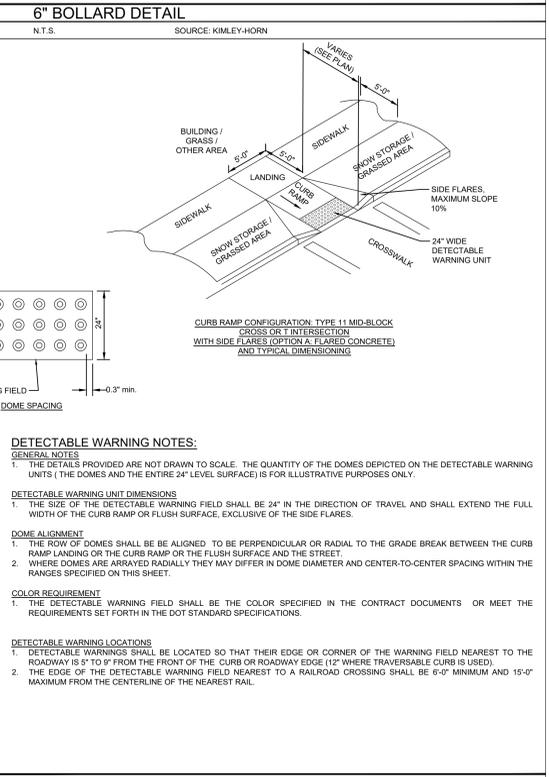 6" BOLLARD DETAIL
N.T.S. SOURCE: KIMLEY-HORN
VARIES
(SEE PLAN)
5'-0"
BUILDING /
GRASS /
OTHER AREA
5'-0"
5'-0"
SIDEWALK
SNOW STORAGE /
GRASSED AREA
LANDING
CURB
RAMP
SIDEWALK
SNOW STORAGE /
GRASSED AREA
SIDE FLARES,
MAXIMUM SLOPE
10%
24" WIDE
DETECTABLE
WARNING UNIT
CROSSWALK
CURB RAMP CONFIGURATION: TYPE 11 MID-BLOCK
CROSS OR T INTERSECTION
WITH SIDE FLARES (OPTION A: FLARED CONCRETE)
AND TYPICAL DIMENSIONING
24"
FIELD
0.3" min.
DOME SPACING
DETECTABLE WARNING NOTES:
GENERAL NOTES
1. THE DETAILS PROVIDED ARE NOT DRAWN TO SCALE. THE QUANTITY OF THE DOMES DEPICTED ON THE DETECTABLE WARNING
UNITS ( THE DOMES AND THE ENTIRE 24" LEVEL SURFACE) IS FOR ILLUSTRATIVE PURPOSES ONLY.
DETECTABLE WARNING UNIT DIMENSIONS
1. THE SIZE OF THE DETECTABLE WARNING FIELD SHALL BE 24" IN THE DIRECTION OF TRAVEL AND SHALL EXTEND THE FULL
WIDTH OF THE CURB RAMP OR FLUSH SURFACE, EXCLUSIVE OF THE SIDE FLARES.
DOME ALIGNMENT
1. THE ROW OF DOMES SHALL BE BE ALIGNED TO BE PERPENDICULAR OR RADIAL TO THE GRADE BREAK BETWEEN THE CURB
RAMP LANDING OR THE CURB RAMP OR THE FLUSH SURFACE AND THE STREET.
2. WHERE DOMES ARE ARRAYED RADIALLY THEY MAY DIFFER IN DOME DIAMETER AND CENTER-TO-CENTER SPACING WITHIN THE
RANGES SPECIFIED ON THIS SHEET.
COLOR REQUIREMENT
1. THE DETECTABLE WARNING FIELD SHALL BE THE COLOR SPECIFIED IN THE CONTRACT DOCUMENTS OR MEET THE
REQUIREMENTS SET FORTH IN THE DOT STANDARD SPECIFICATIONS.
DETECTABLE WARNING LOCATIONS
1. DETECTABLE WARNINGS SHALL BE LOCATED SO THAT THEIR EDGE OR CORNER OF THE WARNING FIELD NEAREST TO THE
ROADWAY IS 5" TO 9" FROM THE FRONT OF THE CURB OR ROADWAY EDGE (12" WHERE TRAVERSABLE CURB IS USED).
2. THE EDGE OF THE DETECTABLE WARNING FIELD NEAREST TO A RAILROAD CROSSING SHALL BE 6'-0" MINIMUM AND 15'-0"
MAXIMUM FROM THE CENTERLINE OF THE NEAREST RAIL.